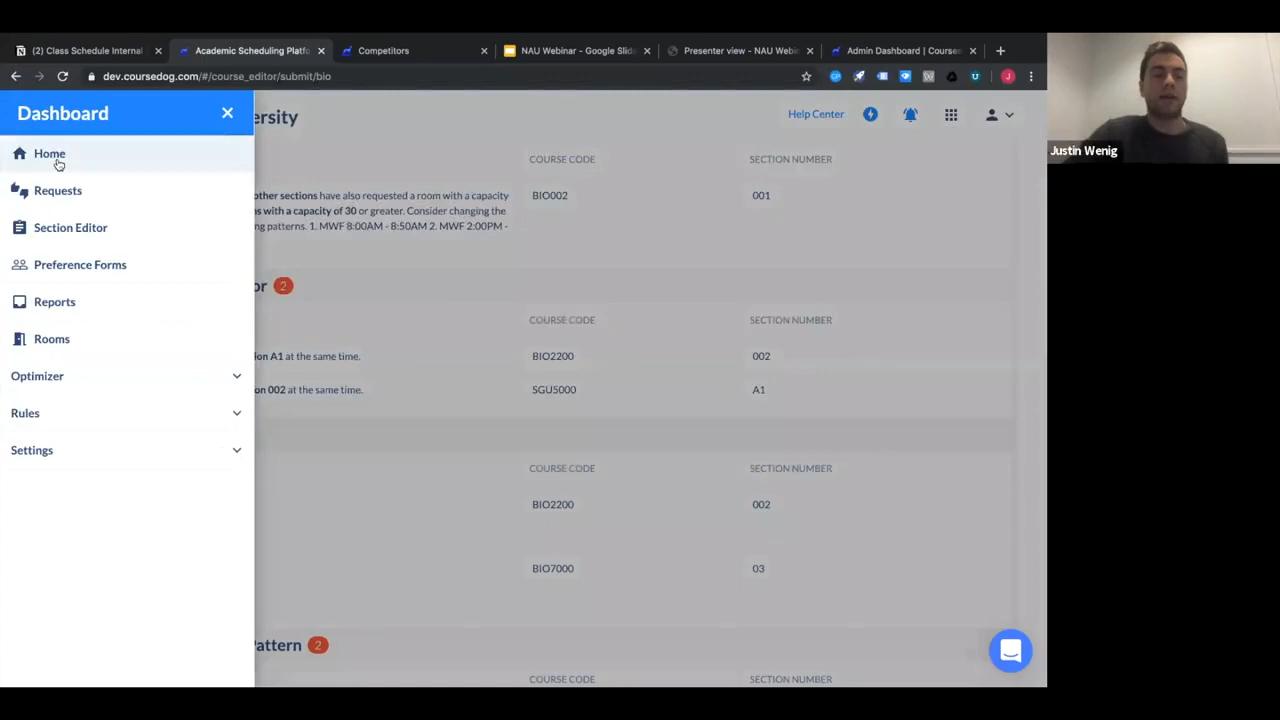 (2) Class Schedule Internal
Academic Scheduling Platfo
Competitors
NAU Webinar - Google Slid
Presenter view - NAU Webin
Admin Dashboard | Courses
dev.coursedog.com/#/course_editor/submit/bio
Dashboard
ersity
Help Center
Home
Requests
Section Editor
Preference Forms
Reports
Rooms
Optimizer
Rules
Settings
COURSE CODE
SECTION NUMBER
other sections have also requested a room with a capacity
ns with a capacity of 30 or greater. Consider changing the
ng patterns. 1. MWF 8:00AM - 8:50AM 2. MWF 2:00PM -
BIO002
001
or 2
COURSE CODE
SECTION NUMBER
ion A1 at the same time.
BIO2200
002
on 002 at the same time.
SGU5000
A1
COURSE CODE
SECTION NUMBER
BIO2200
002
BIO7000
03
Pattern 2
COURSE CODE
SECTION NUMBER
Justin Wenig